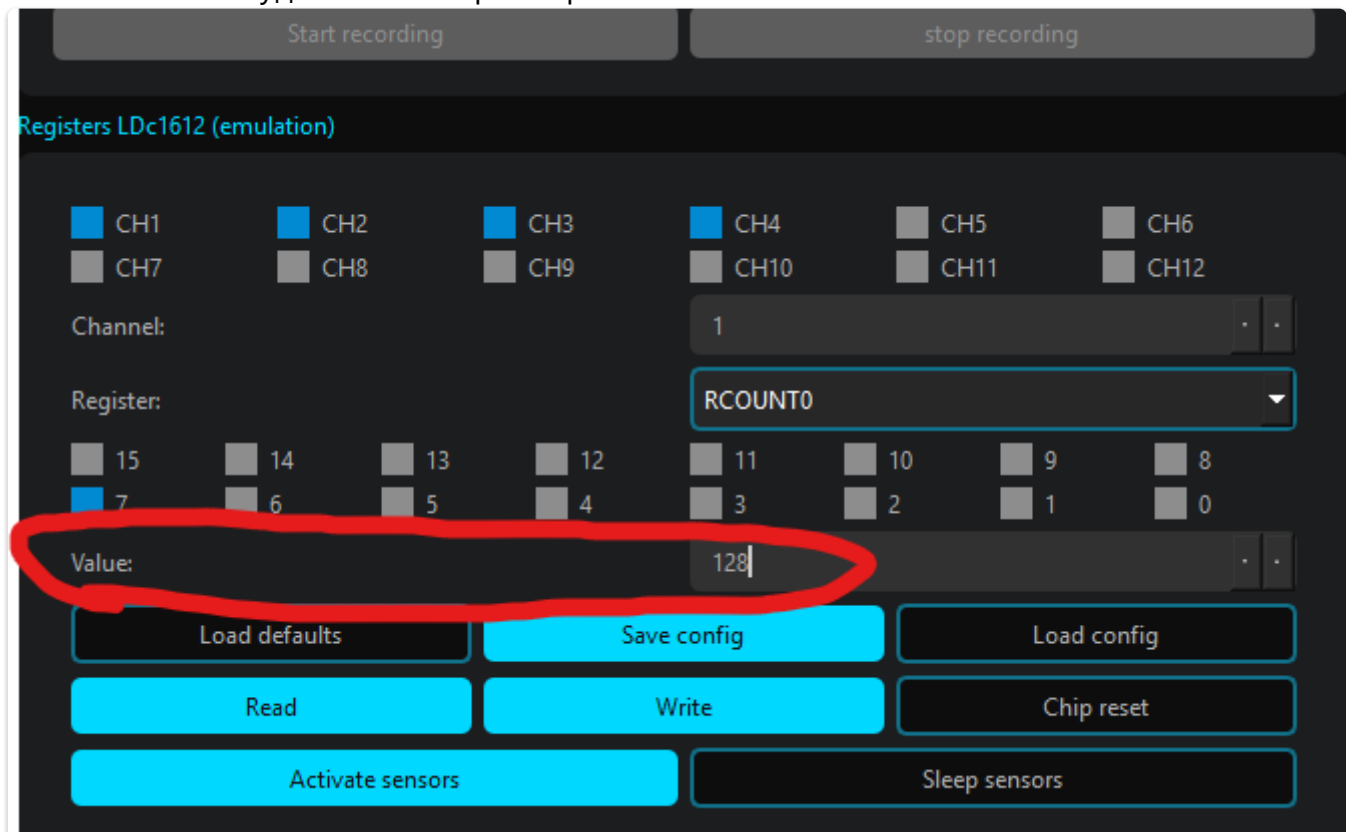 Start recording stop recording
Registers LDc1612 (emulation)
CH1 CH2 CH3 CH4 CH5 CH6
CH7 CH8 CH9 CH10 CH11 CH12
Channel: 1
Register: RCOUNT0
15 14 13 12 11 10 9 8
7 6 5 4 3 2 1 0
Value: 128
Load defaults Save config Load config
Read Write Chip reset
Activate sensors Sleep sensors